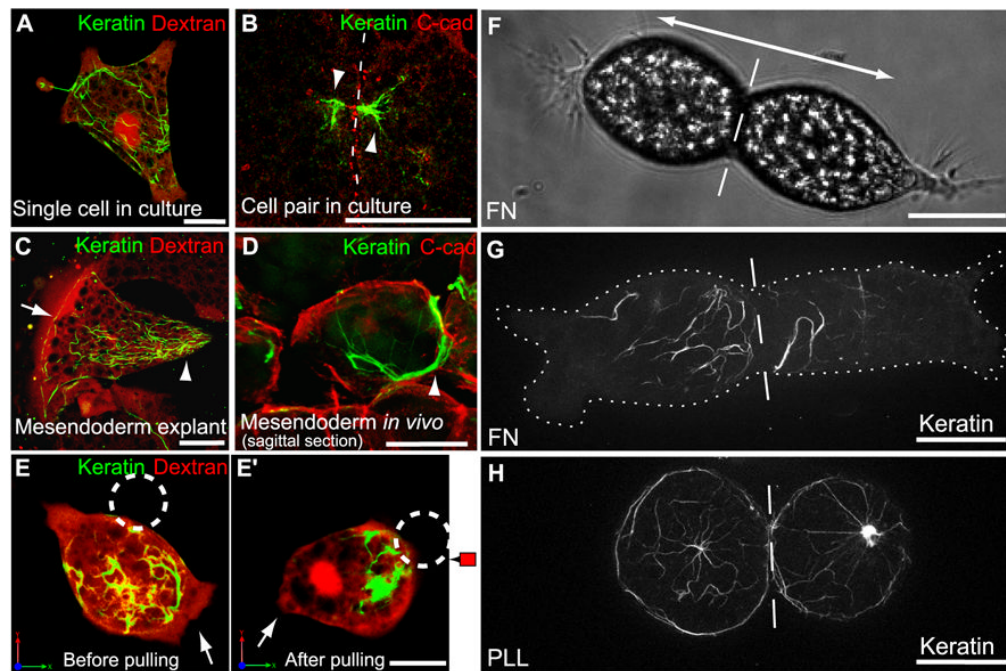 A
Keratin Dextran
Single cell in culture
B
Keratin C-cad
Cell pair in culture
C
Keratin Dextran
Mesendoderm explant
D
Keratin C-cad
Mesendoderm in vivo
(sagittal section)
E
Keratin Dextran
Y
X
Before pulling
E'
Y
X
After pulling
F
FN
G
FN
Keratin
H
PLL
Keratin